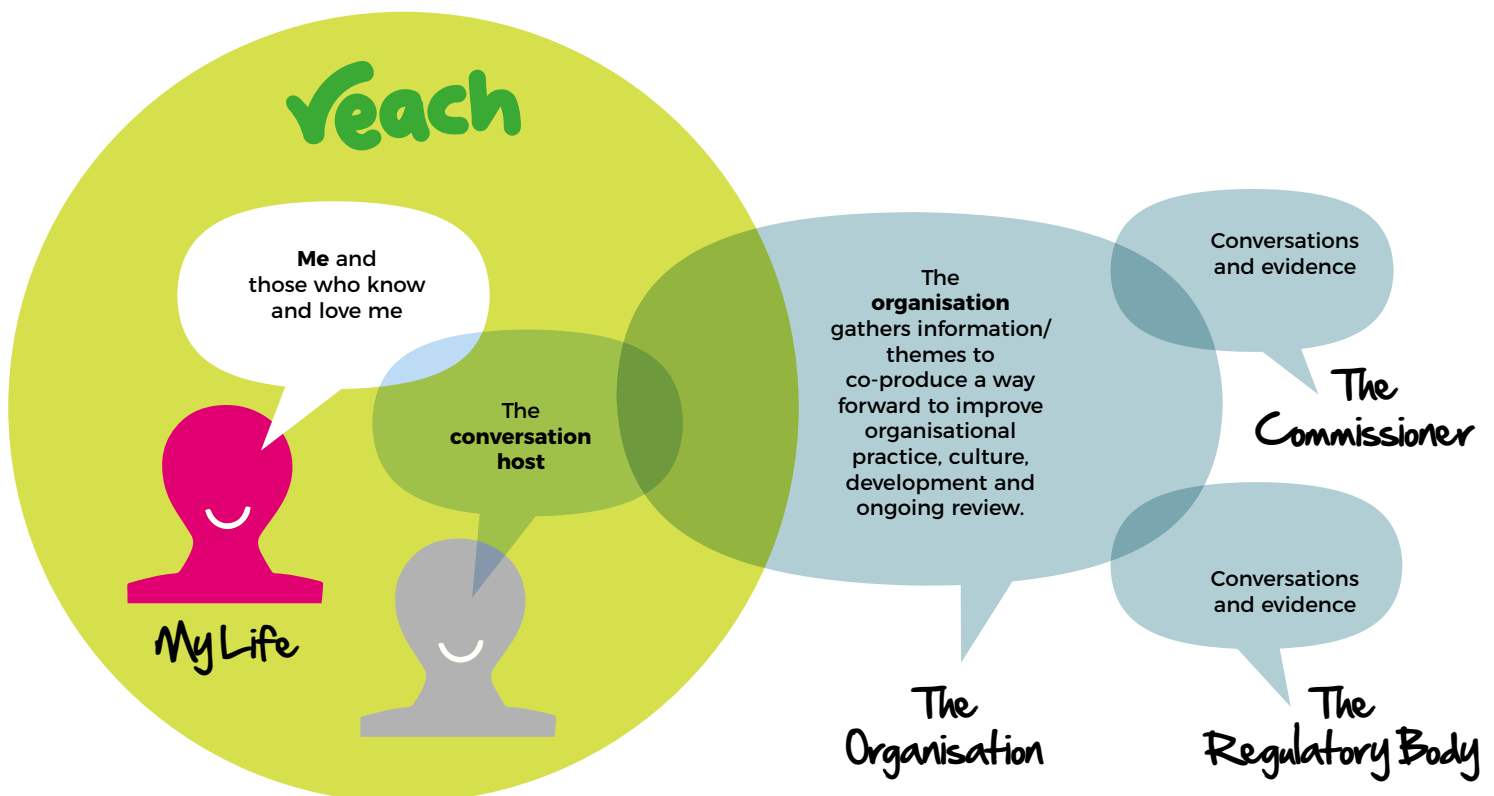 reach
Me and
those who know
and love me
The
conversation
host
My Life
The
organisation
gathers information/
themes to
co-produce a way
forward to improve
organisational
practice, culture,
development and
ongoing review.
The
Organisation
Conversations
and evidence
The
Commissioner
Conversations
and evidence
The
Regulatory Body